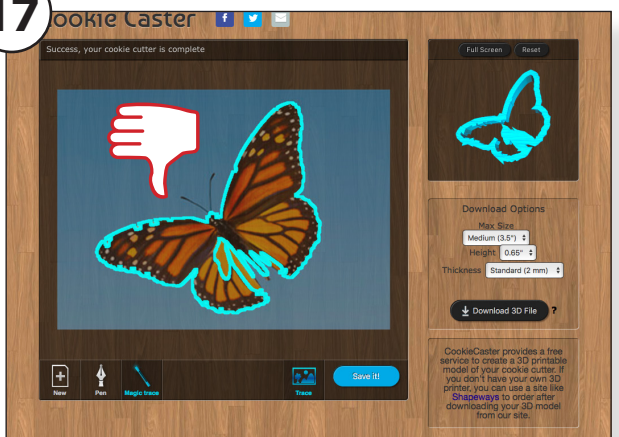 17
Cookie Caster
Success, your cookie cutter is complete
Full Screen Reset
Download Options
Max Size
Medium (3.5")
Height 0.65"
Thickness Standard (2 mm)
Download 3D File ?
CookieCaster provides a free
service to create a 3D printable
model of your cookie cutter. If
you don't have your own 3D
printer, you can use a site like
Shapeways to order after
downloading your 3D model
from our site.
New Pen Magic trace Trace Save it!